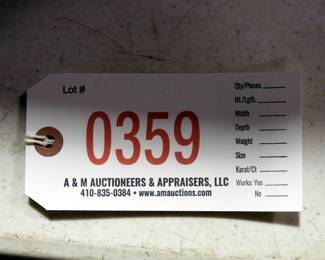 Lot #
0359
A & M AUCTIONEERS & APPRAISERS, LLC
410-835-0384 • www.amauctions.com
Qty/Pieces
Ht./Lgth.
Width
Depth
Weight
Size
Karat/Ct
Works: Yes
No